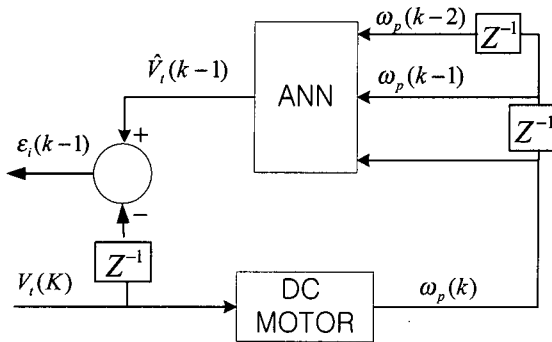 ω_p(k−2)
Z⁻¹
V̂_t(k−1)
ANN
ω_p(k−1)
Z⁻¹
ε_i(k−1)
+
−
Z⁻¹
V_t(K)
DC
MOTOR
ω_p(k)